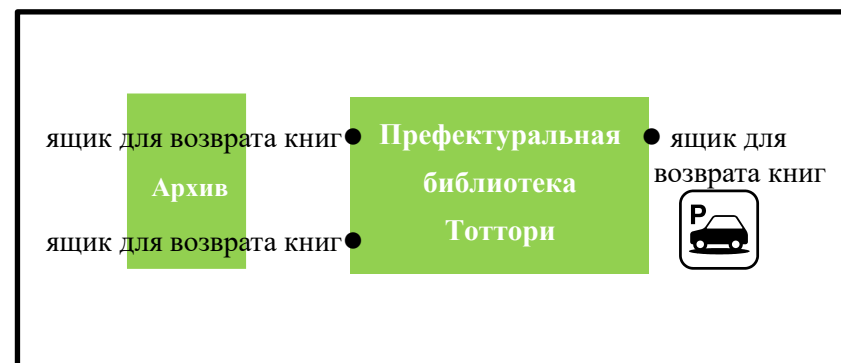 ящик для возврата книг
Префектуральная
библиотека
Тоттори
Архив
ящик для возврата книг
ящик для
возврата книг
P